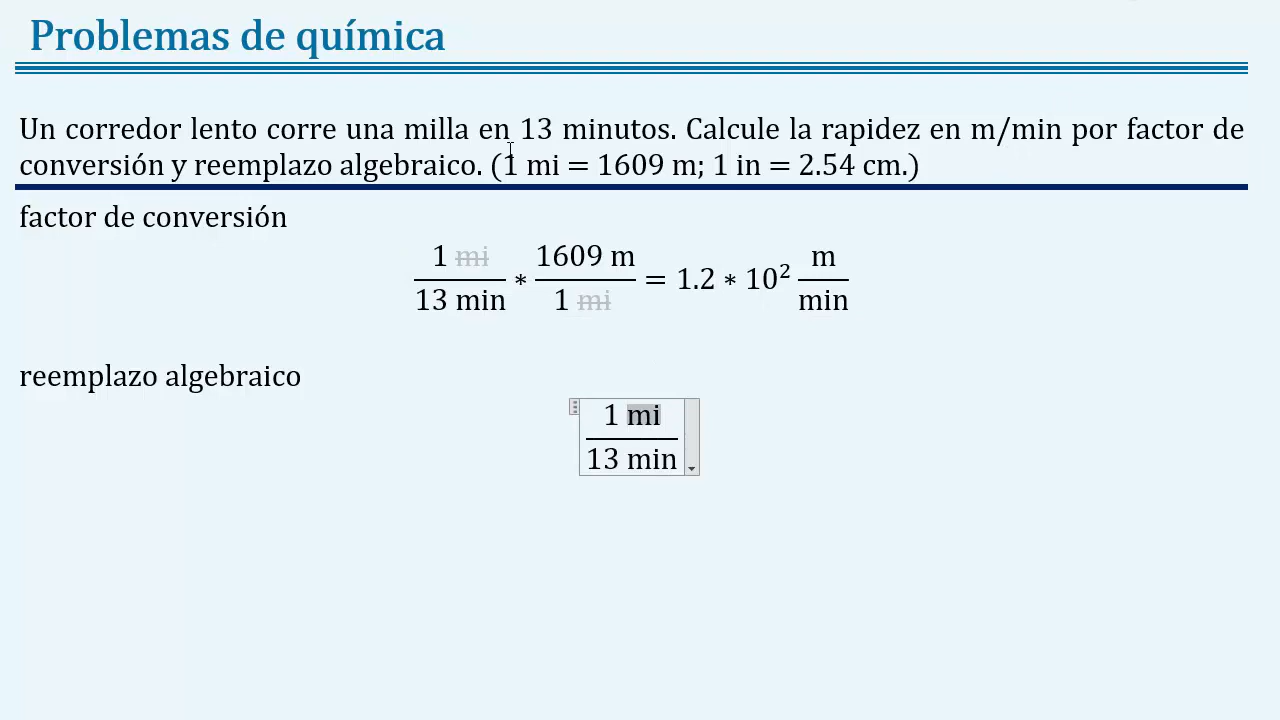 Problemas de química
Un corredor lento corre una milla en 13 minutos. Calcule la rapidez en m/min por factor de
conversión y reemplazo algebraico. (1 mi = 1609 m; 1 in = 2.54 cm.)
factor de conversión
1 mi / 13 min ∗ 1609 m / 1 mi = 1.2 ∗ 10² m / min
reemplazo algebraico
1 mi / 13 min